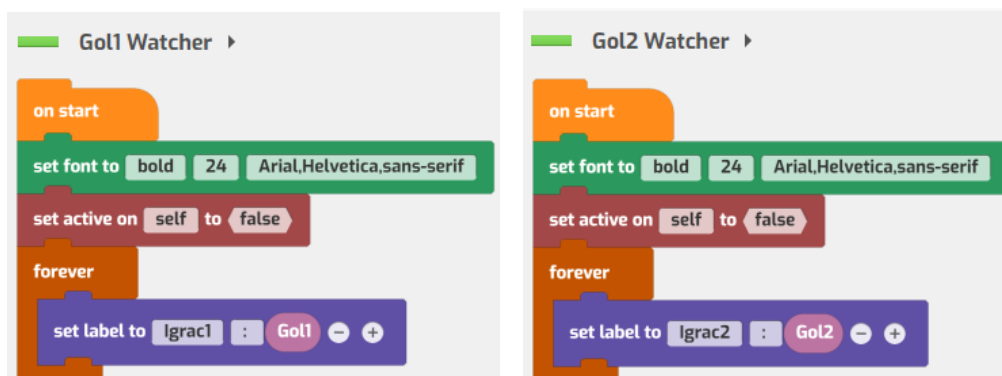 Gol1 Watcher
on start
set font to bold 24 Arial,Helvetica,sans-serif
set active on self to false
forever
set label to Igrac1 : Gol1 − +
Gol2 Watcher
on start
set font to bold 24 Arial,Helvetica,sans-serif
set active on self to false
forever
set label to Igrac2 : Gol2 − +